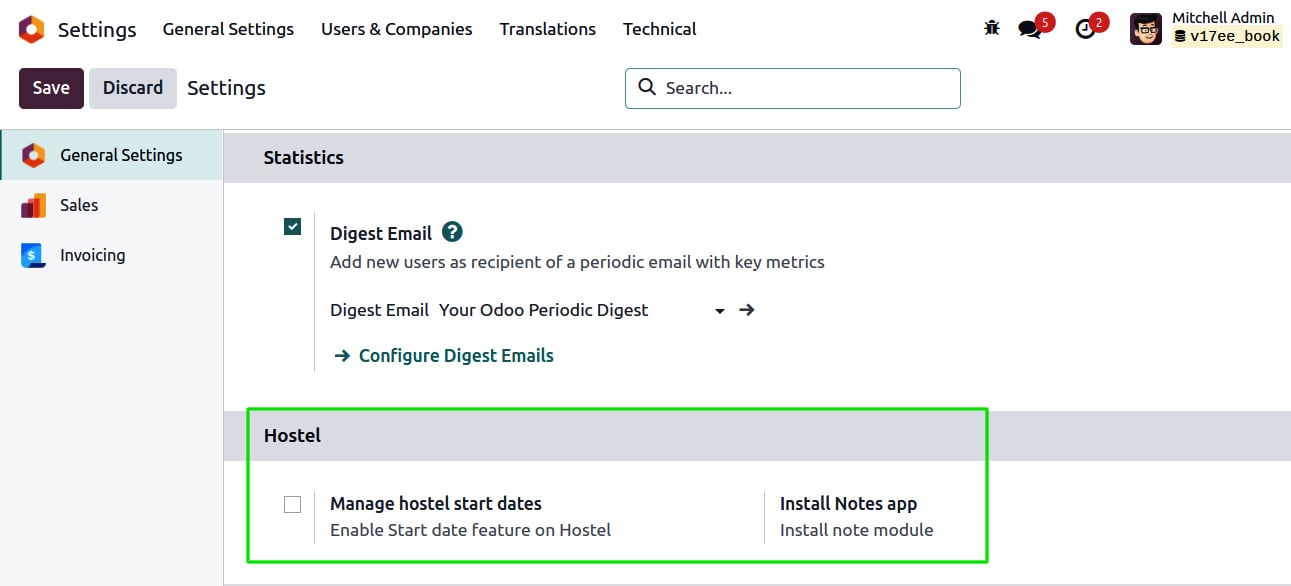 Settings General Settings Users & Companies Translations Technical 5 2 Mitchell Admin
v17ee_book
Save Discard Settings Search...
General Settings
Sales
Invoicing
Statistics
Digest Email ?
Add new users as recipient of a periodic email with key metrics
Digest Email Your Odoo Periodic Digest
Configure Digest Emails
Hostel
Manage hostel start dates Install Notes app
Enable Start date feature on Hostel Install note module